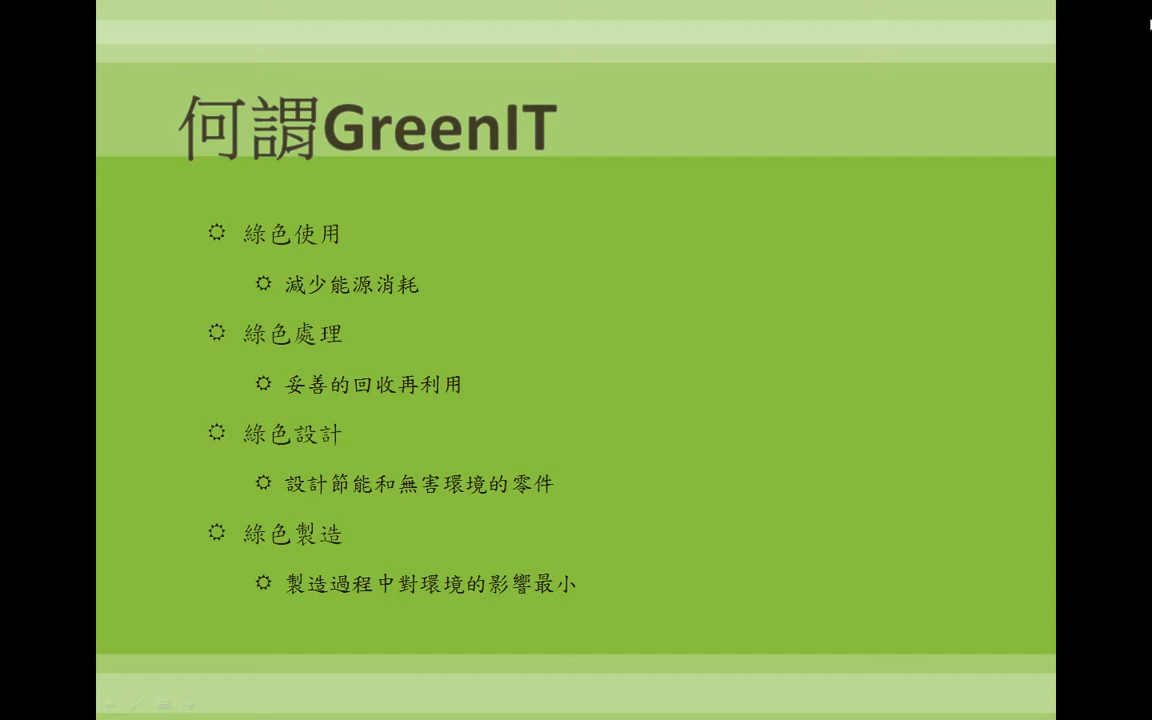 何謂GreenIT
綠色使用
減少能源消耗
綠色處理
妥善的回收再利用
綠色設計
設計節能和無害環境的零件
綠色製造
製造過程中對環境的影響最小